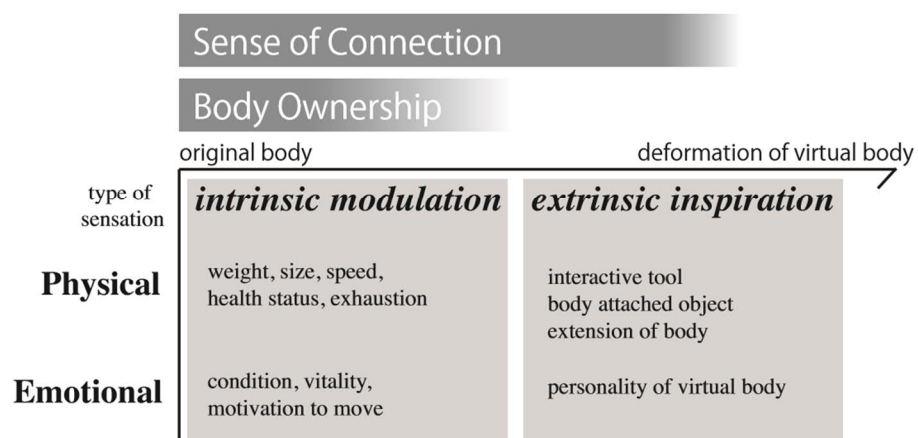 Sense of Connection
Body Ownership
original body
deformation of virtual body
type of
sensation
intrinsic modulation
extrinsic inspiration
Physical
weight, size, speed,
health status, exhaustion
interactive tool
body attached object
extension of body
Emotional
condition, vitality,
motivation to move
personality of virtual body